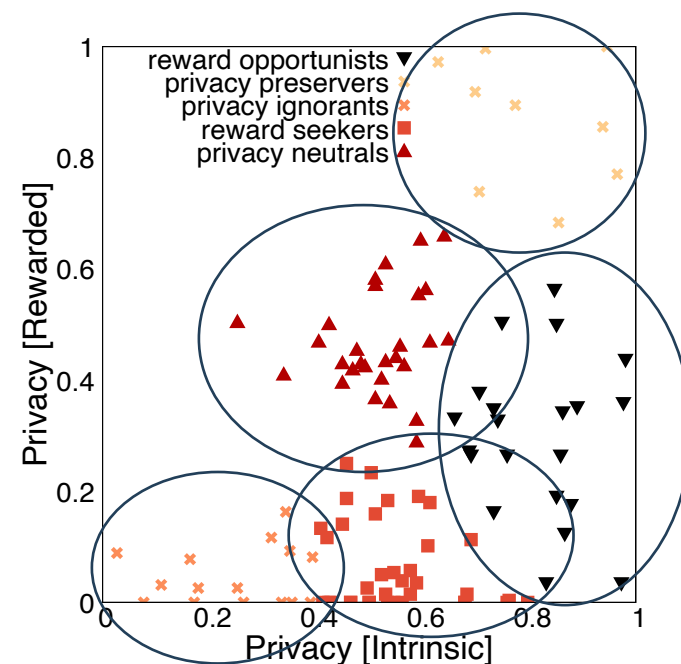 1
reward opportunists
privacy preservers
privacy ignorants
reward seekers
privacy neutrals
0.8
0.6
0.4
0.2
0
Privacy [Rewarded]
0 0.2 0.4 0.6 0.8 1
Privacy [Intrinsic]